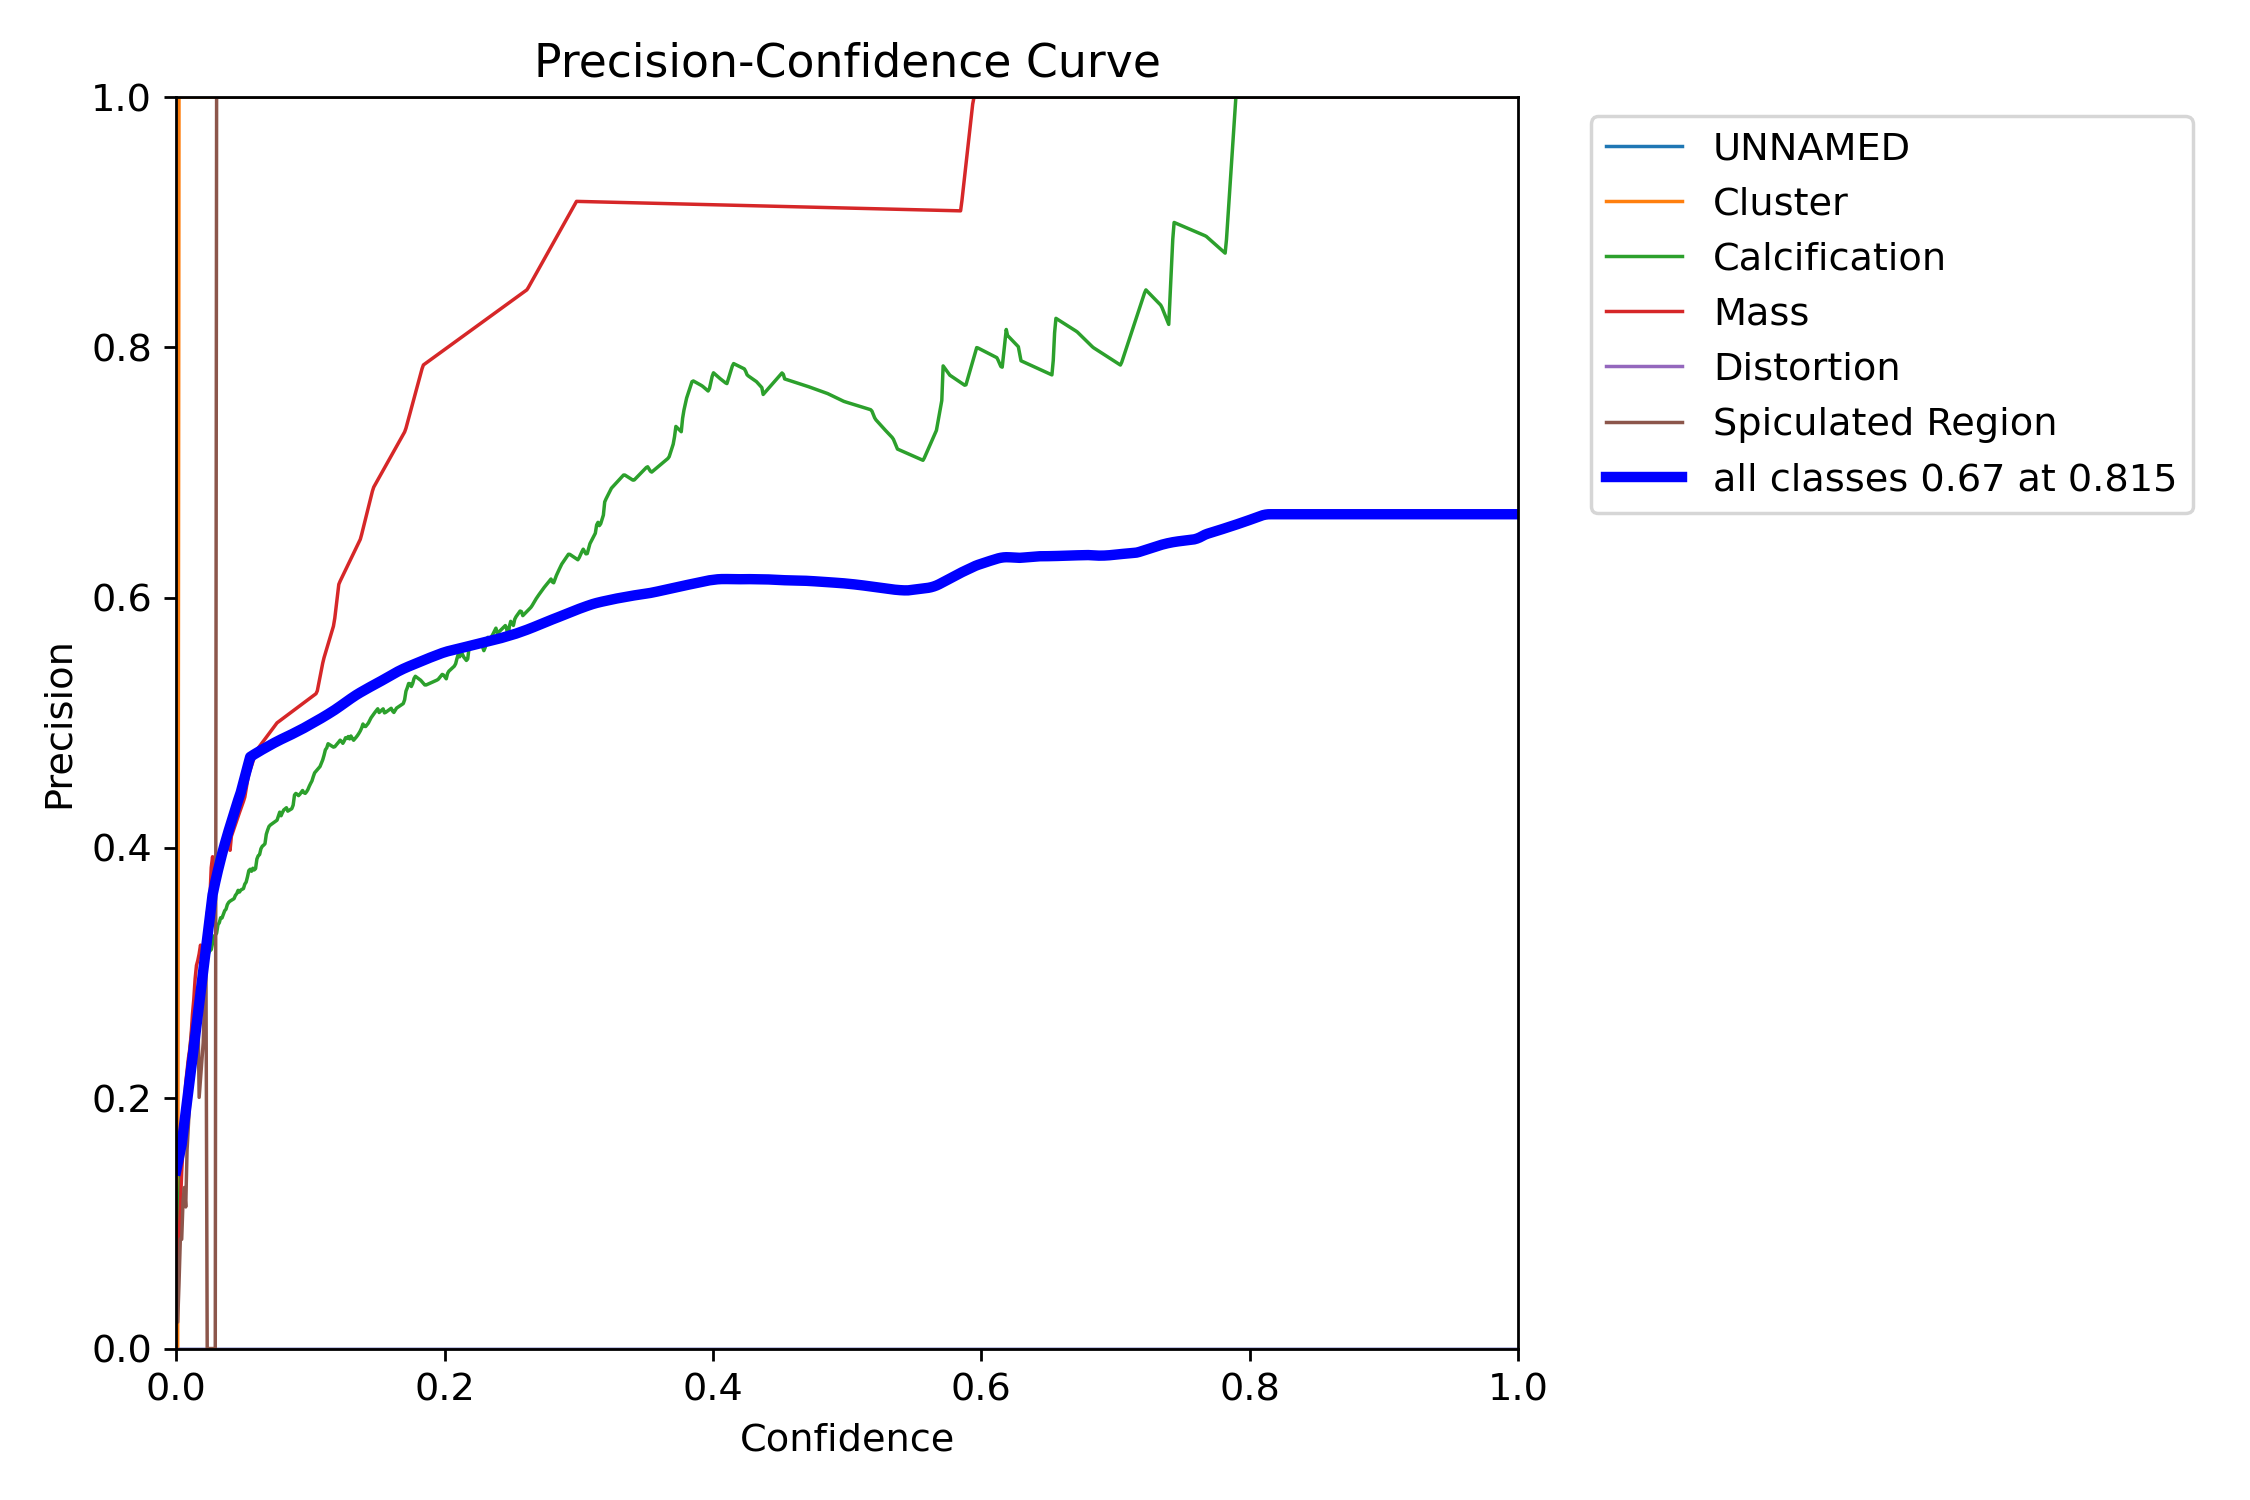 Precision-Confidence Curve
1.0
0.8
0.6
0.4
0.2
0.0
Precision
0.0 0.2 0.4 0.6 0.8 1.0
Confidence
UNNAMED
Cluster
Calcification
Mass
Distortion
Spiculated Region
all classes 0.67 at 0.815